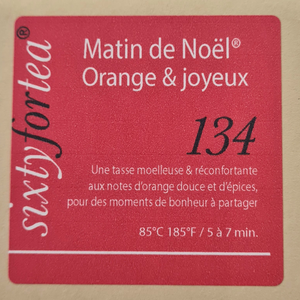 sixtyfortea®
Matin de Noël®
Orange & joyeux
134
Une tasse moelleuse & réconfortante
aux notes d'orange douce et d'épices,
pour des moments de bonheur à partager
85°C 185°F / 5 à 7 min.